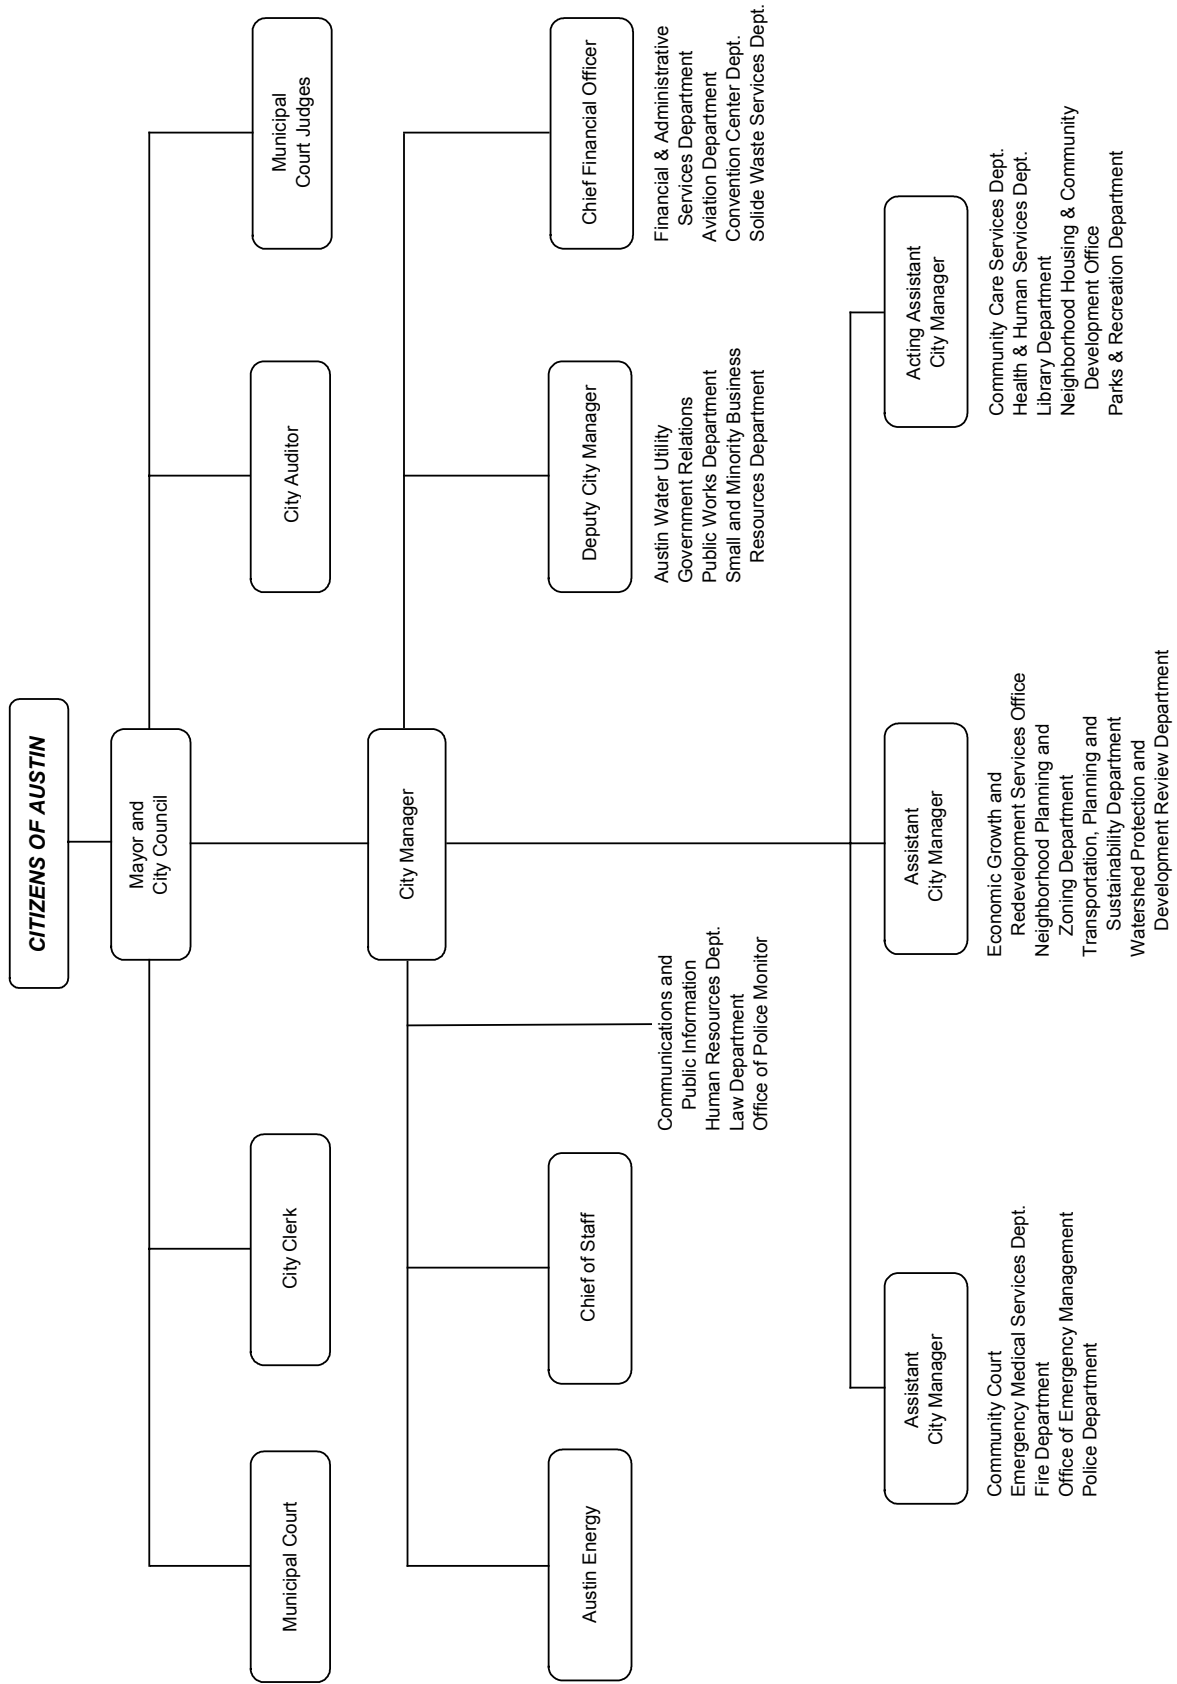 CITIZENS OF AUSTIN
Mayor and
City Council
Municipal Court
City Clerk
City Auditor
Municipal
Court Judges
City Manager
Austin Energy
Chief of Staff
Communications and
Public Information
Human Resources Dept.
Law Department
Office of Police Monitor
Deputy City Manager
Austin Water Utility
Government Relations
Public Works Department
Small and Minority Business
Resources Department
Chief Financial Officer
Financial & Administrative
Services Department
Aviation Department
Convention Center Dept.
Solide Waste Services Dept.
Assistant
City Manager
Community Court
Emergency Medical Services Dept.
Fire Department
Office of Emergency Management
Police Department
Assistant
City Manager
Economic Growth and
Redevelopment Services Office
Neighborhood Planning and
Zoning Department
Transportation, Planning and
Sustainability Department
Watershed Protection and
Development Review Department
Acting Assistant
City Manager
Community Care Services Dept.
Health & Human Services Dept.
Library Department
Neighborhood Housing & Community
Development Office
Parks & Recreation Department